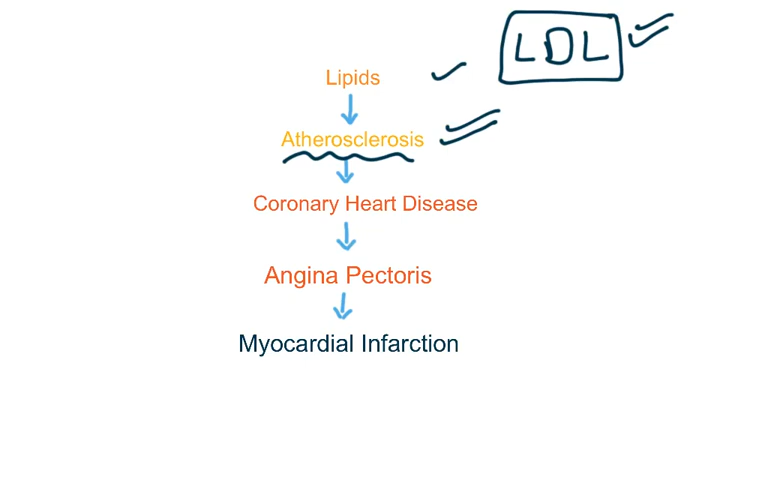 LDL
Lipids
Atherosclerosis
Coronary Heart Disease
Angina Pectoris
Myocardial Infarction